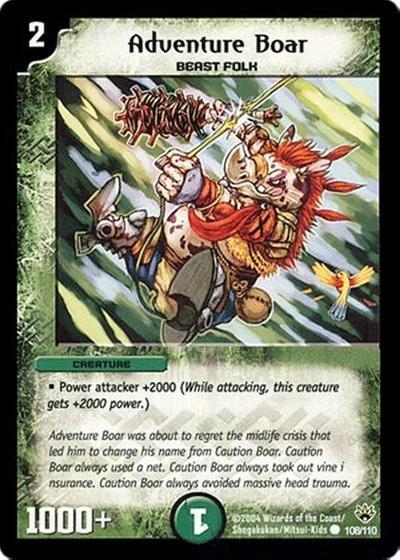 2
Adventure Boar
BEAST FOLK
CREATURE
▪ Power attacker +2000 (While attacking, this creature
gets +2000 power.)
Adventure Boar was about to regret the midlife crisis that
led him to change his name from Caution Boar. Caution
Boar always used a net. Caution Boar always took out vine i
nsurance. Caution Boar always avoided massive head trauma.
1000+
1
©2004 Wizards of the Coast/
Shogakukan/Mitsui-Kids ● 108/110